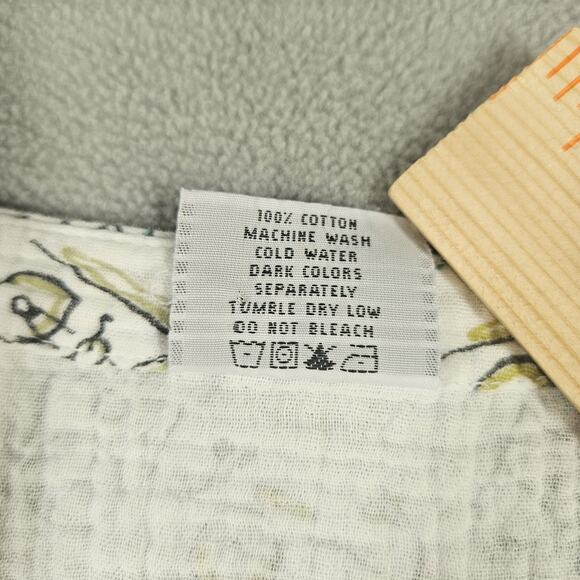 100% COTTON
MACHINE WASH
COLD WATER
DARK COLORS
SEPARATELY
TUMBLE DRY LOW
DO NOT BLEACH